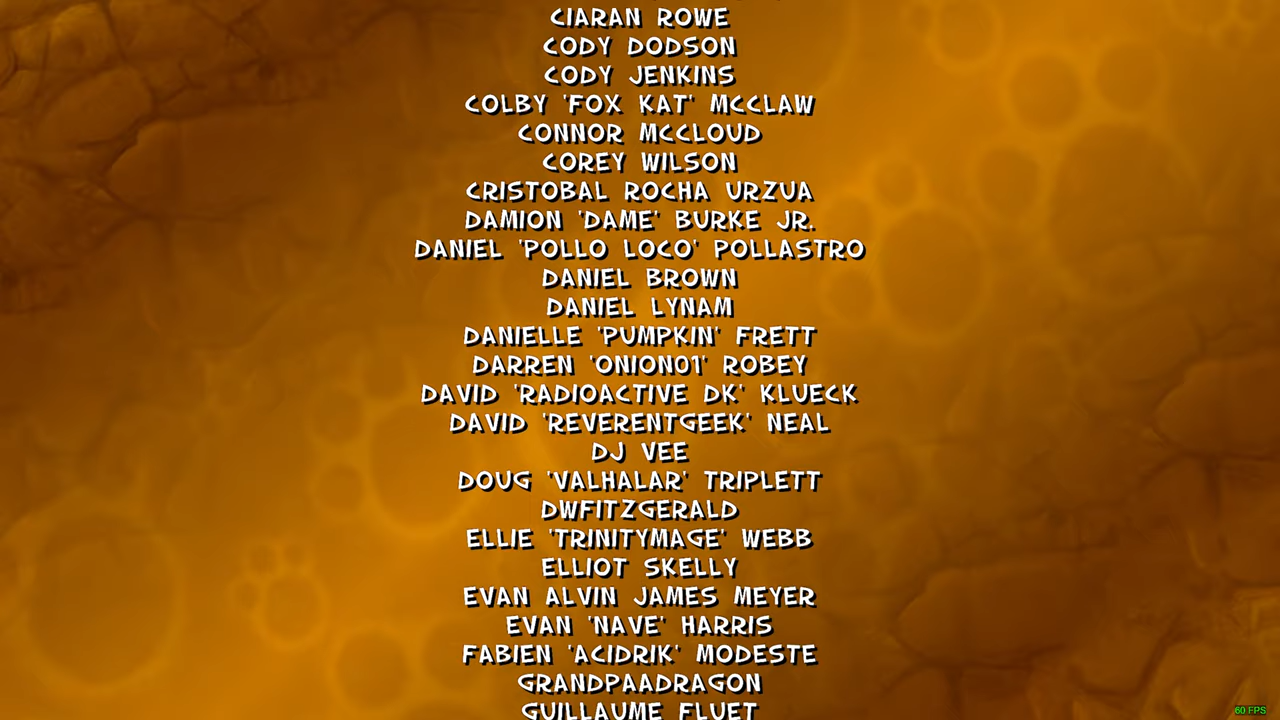 CIARAN ROWE
CODY DODSON
CODY JENKINS
COLBY 'FOX KAT' MCCLAW
CONNOR MCCLOUD
COREY WILSON
CRISTOBAL ROCHA URZUA
DAMION 'DAME' BURKE JR.
DANIEL 'POLLO LOCO' POLLASTRO
DANIEL BROWN
DANIEL LYNAM
DANIELLE 'PUMPKIN' FRETT
DARREN 'ONION01' ROBEY
DAVID 'RADIOACTIVE DK' KLUECK
DAVID 'REVERENTGEEK' NEAL
DJ VEE
DOUG 'VALHALAR' TRIPLETT
DWFITZGERALD
ELLIE 'TRINITYMAGE' WEBB
ELLIOT SKELLY
EVAN ALVIN JAMES MEYER
EVAN 'NAVE' HARRIS
FABIEN 'ACIDRIK' MODESTE
GRANDPAADRAGON
GUILLAUME FLUET
60 FPS